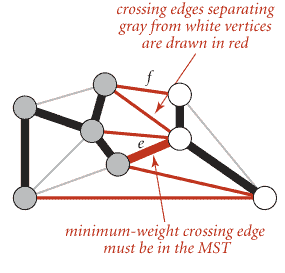 crossing edges separating
gray from white vertices
are drawn in red
f
e
minimum-weight crossing edge
must be in the MST